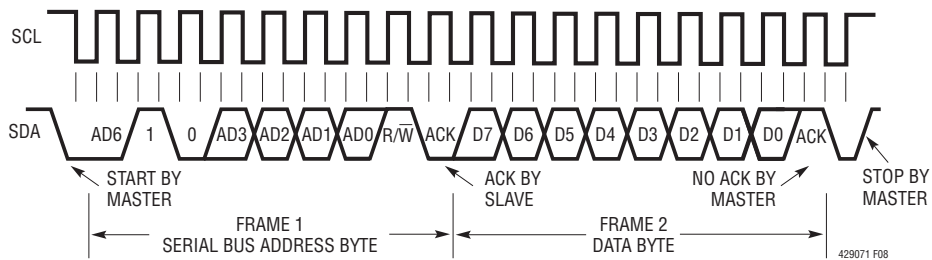 SCL
SDA AD6 1 0 AD3 AD2 AD1 AD0 R/W̅ ACK D7 D6 D5 D4 D3 D2 D1 D0 ACK
START BY
MASTER
ACK BY
SLAVE
NO ACK BY
MASTER
STOP BY
MASTER
FRAME 1
SERIAL BUS ADDRESS BYTE
FRAME 2
DATA BYTE
429071 F08